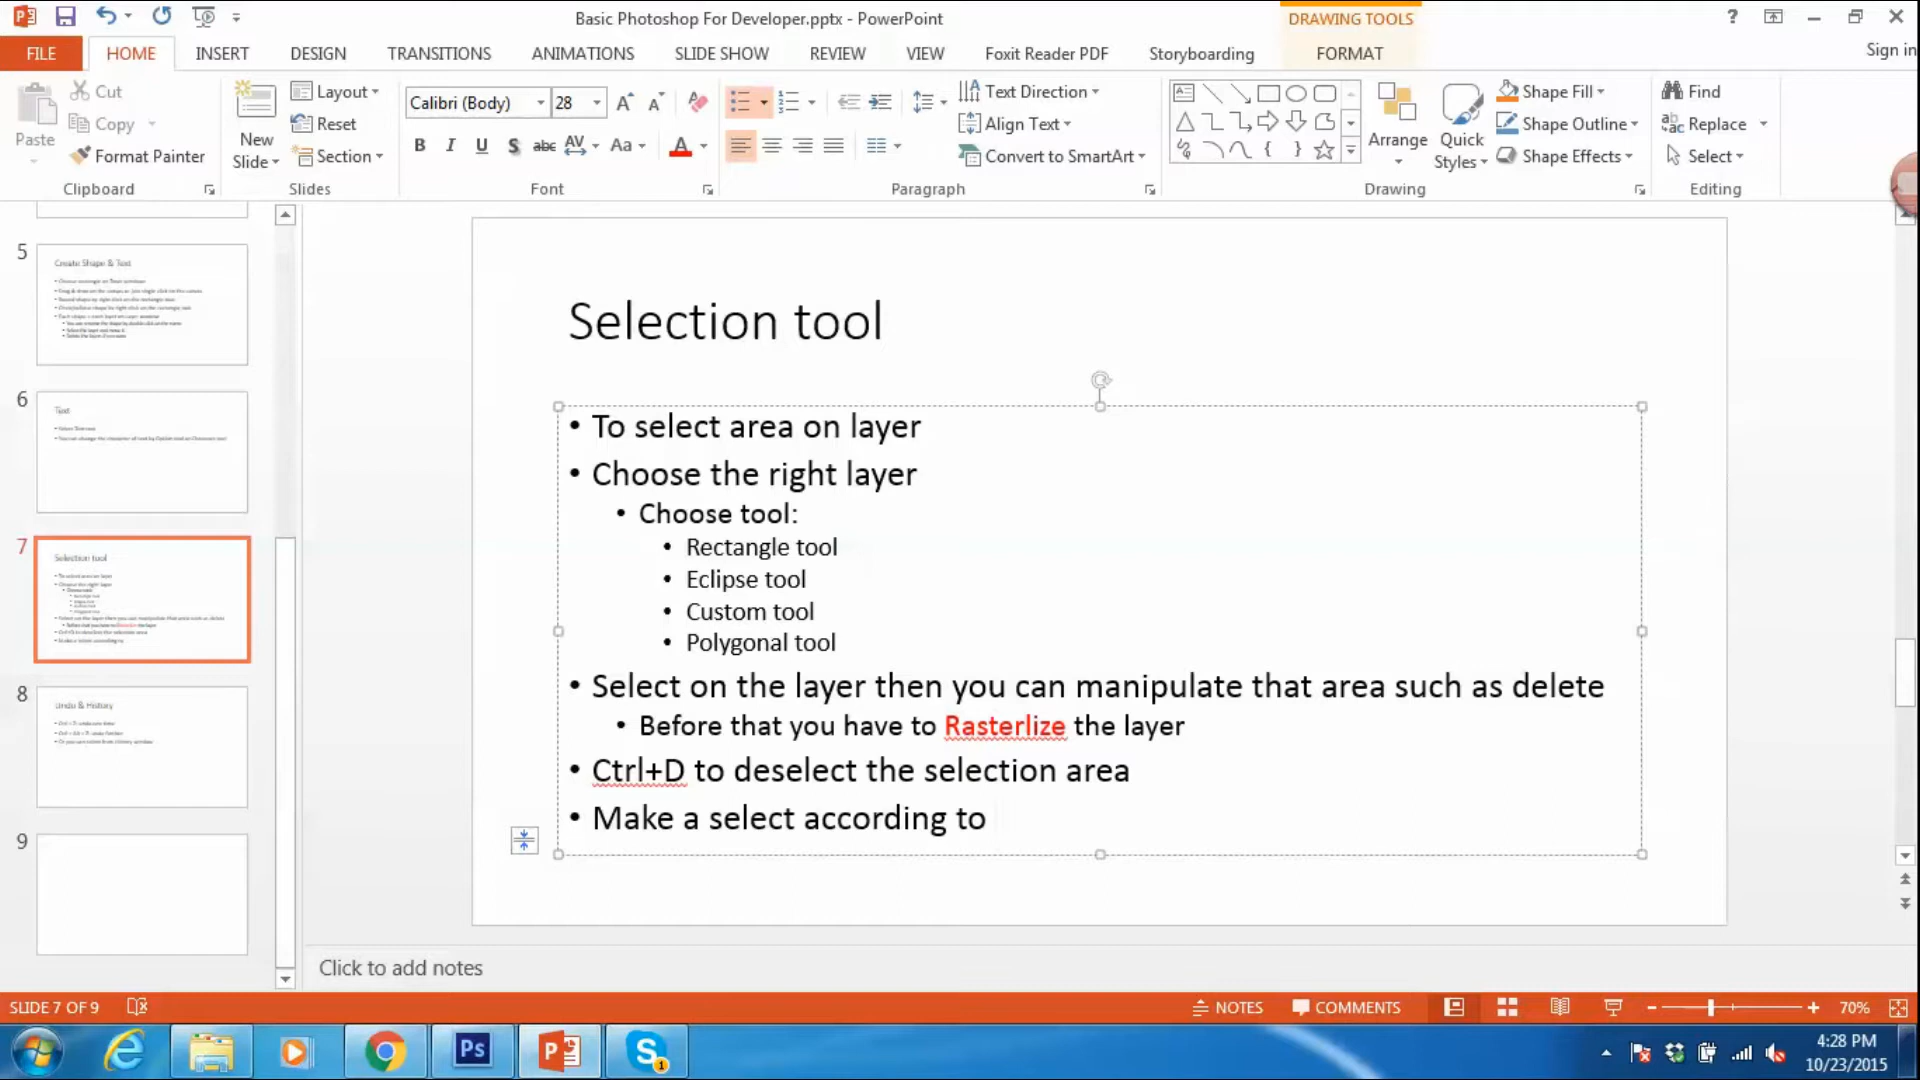 Basic Photoshop For Developer.pptx - PowerPoint
DRAWING TOOLS
?
Sign in
FILE
HOME
INSERT
DESIGN
TRANSITIONS
ANIMATIONS
SLIDE SHOW
REVIEW
VIEW
Foxit Reader PDF
Storyboarding
FORMAT
Paste
Cut
Copy
Format Painter
Clipboard
New
Slide
Layout
Reset
Section
Slides
Calibri (Body)
28
B I U S abc AV Aa A
Font
Text Direction
Align Text
Convert to SmartArt
Paragraph
Arrange
Quick
Styles
Shape Fill
Shape Outline
Shape Effects
Drawing
Find
Replace
Select
Editing
5
Create Shape & Text
6
Text
7
Selection tool
8
Undo & History
9
Selection tool
• To select area on layer
• Choose the right layer
• Choose tool:
• Rectangle tool
• Eclipse tool
• Custom tool
• Polygonal tool
• Select on the layer then you can manipulate that area such as delete
• Before that you have to Rasterlize the layer
• Ctrl+D to deselect the selection area
• Make a select according to
Click to add notes
SLIDE 7 OF 9
NOTES
COMMENTS
70%
Ps
4:28 PM
10/23/2015